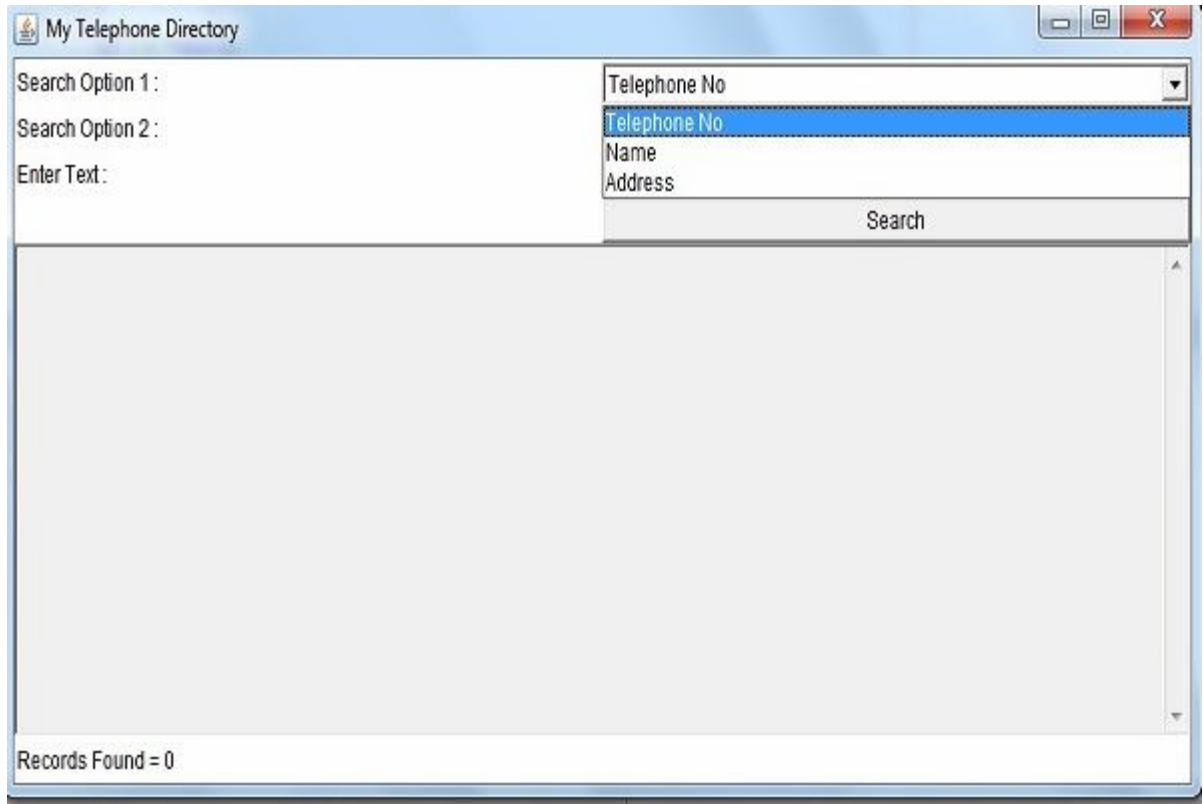 My Telephone Directory
Search Option 1 :
Telephone No
Search Option 2 :
Telephone No
Name
Enter Text :
Address
Search
Records Found = 0